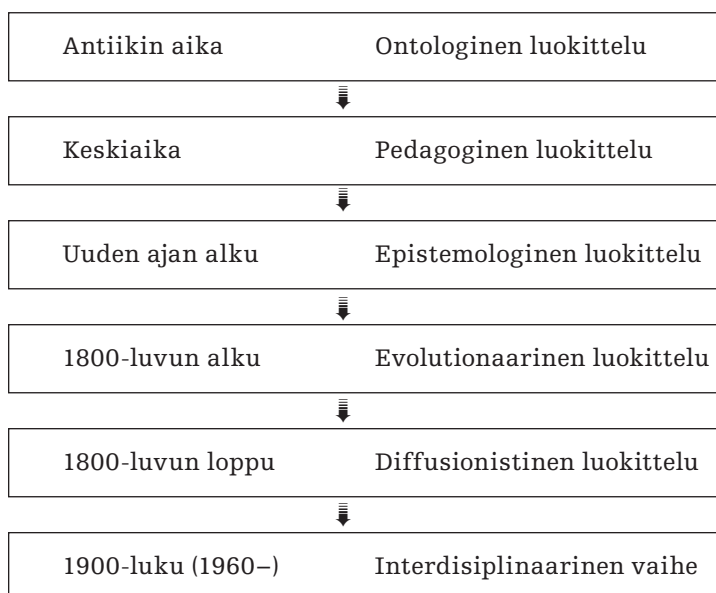 Antiikin aika Ontologinen luokittelu
Keskiaika Pedagoginen luokittelu
Uuden ajan alku Epistemologinen luokittelu
1800-luvun alku Evolutionaarinen luokittelu
1800-luvun loppu Diffusionistinen luokittelu
1900-luku (1960–) Interdisiplinaarinen vaihe